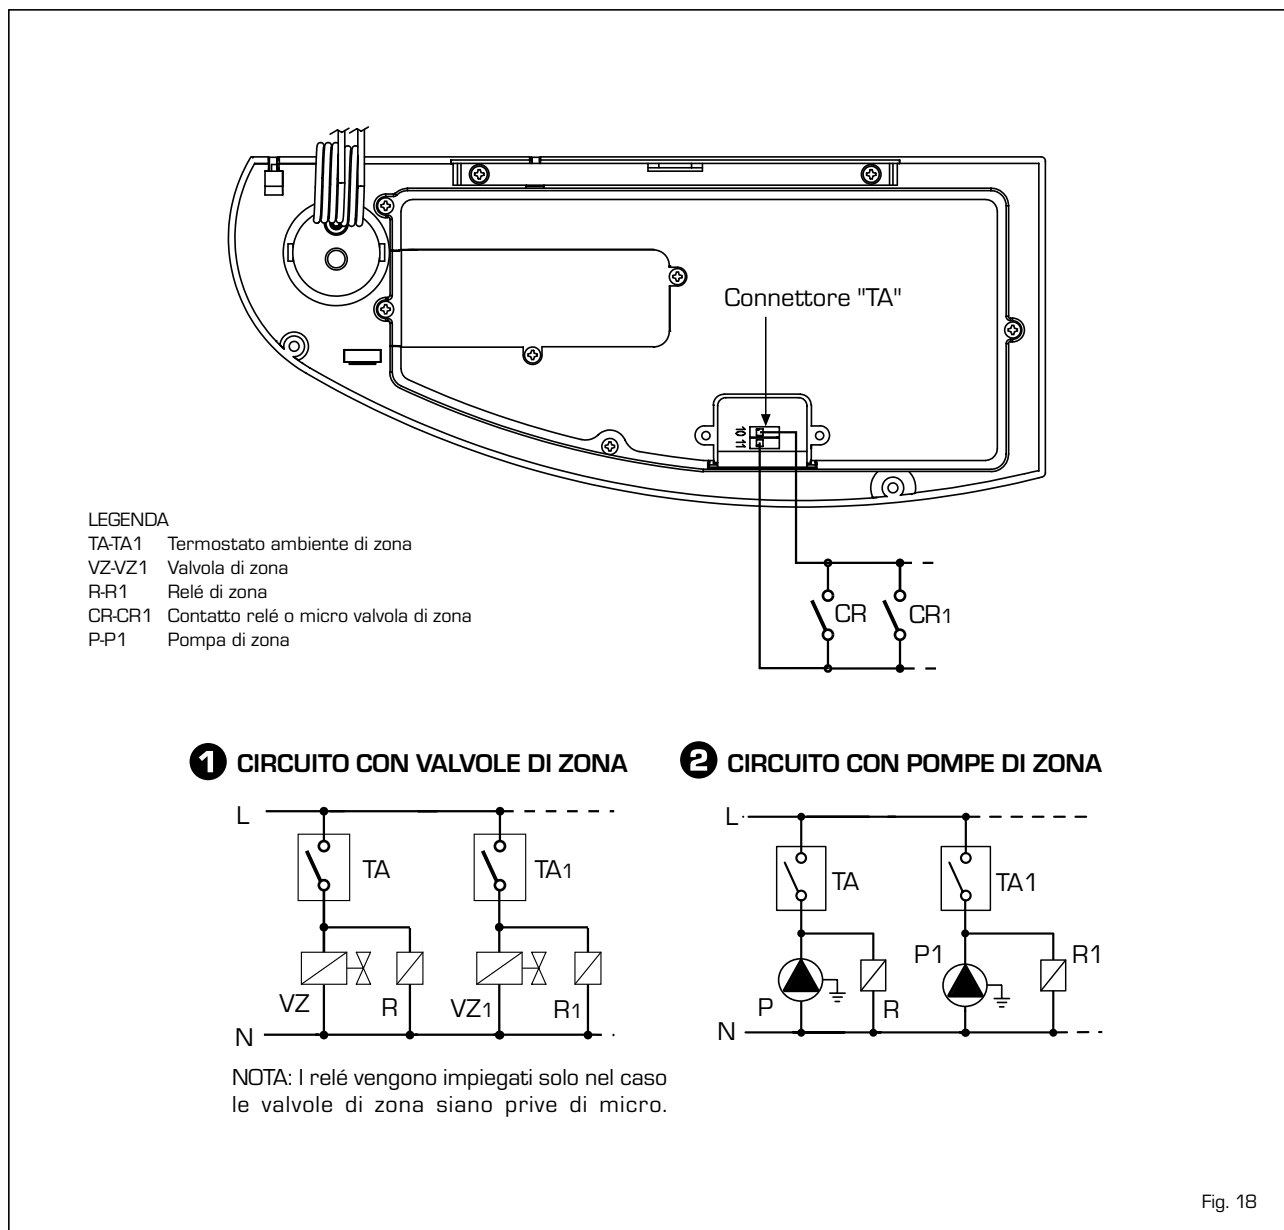 Connettore "TA"
10 11
LEGENDA
TA-TA1 Termostato ambiente di zona
VZ-VZ1 Valvola di zona
R-R1 Relé di zona
CR-CR1 Contatto relé o micro valvola di zona
P-P1 Pompa di zona
CR CR1
1 CIRCUITO CON VALVOLE DI ZONA
L
TA TA1
VZ R VZ1 R1
N
NOTA: I relé vengono impiegati solo nel caso
le valvole di zona siano prive di micro.
2 CIRCUITO CON POMPE DI ZONA
L
TA TA1
P1 R1
P R
N
Fig. 18